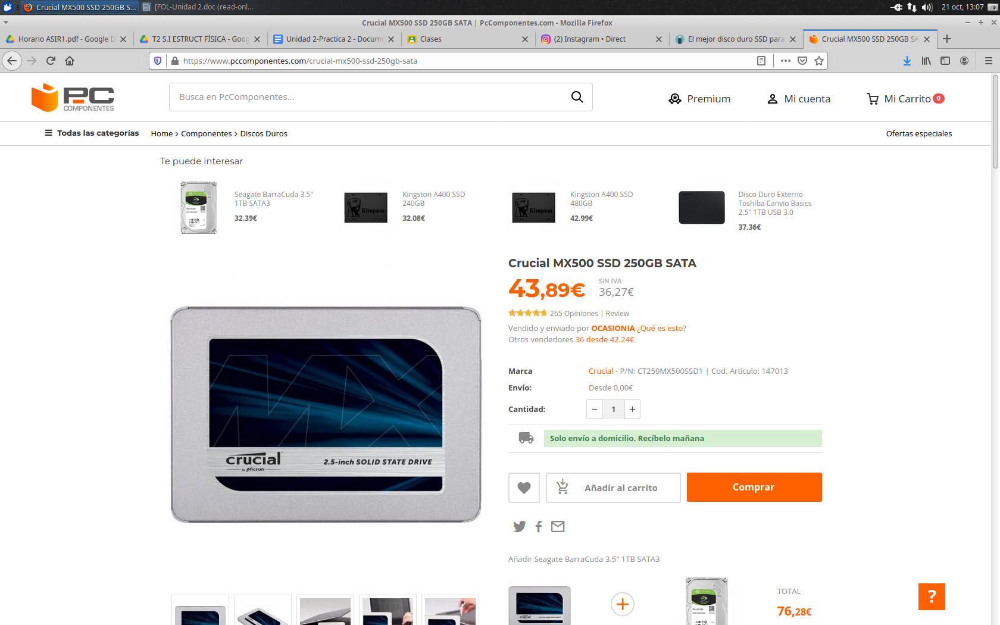 Crucial MX500 SSD 250GB S...
[FOL-Unidad 2.doc (read-onl...
21 oct, 13:07
Crucial MX500 SSD 250GB SATA | PcComponentes.com - Mozilla Firefox
Horario ASIR1.pdf - Google D
T2 S.I ESTRUCT FÍSICA - Goog
Unidad 2-Practica 2 - Docume
Clases
(2) Instagram • Direct
El mejor disco duro SSD para
Crucial MX500 SSD 250GB SA
https://www.pccomponentes.com/crucial-mx500-ssd-250gb-sata
PC
COMPONENTES
Busca en PcComponentes...
Premium
Mi cuenta
Mi Carrito 0
Todas las categorías
Home > Componentes > Discos Duros
Ofertas especiales
Te puede interesar
Seagate BarraCuda 3.5"
1TB SATA3
32.39€
Kingston A400 SSD
240GB
32.08€
Kingston A400 SSD
480GB
42.99€
Disco Duro Externo
Toshiba Canvio Basics
2.5" 1TB USB 3.0
37.36€
BarraCuda
Kingston
Kingston
Crucial MX500 SSD 250GB SATA
43,89€
SIN IVA
36,27€
265 Opiniones | Review
Vendido y enviado por OCASIONIA ¿Qué es esto?
Otros vendedores 36 desde 42.24€
Marca
Crucial - P/N: CT250MX500SSD1 | Cod. Artículo: 147013
Envío:
Desde 0,00€
Cantidad:
− 1 +
Solo envío a domicilio. Recíbelo mañana
Añadir al carrito
Comprar
MX
crucial
by Micron
2.5-inch SOLID STATE DRIVE
Añadir Seagate BarraCuda 3.5" 1TB SATA3
crucial
BarraCuda
TOTAL
76,28€
?